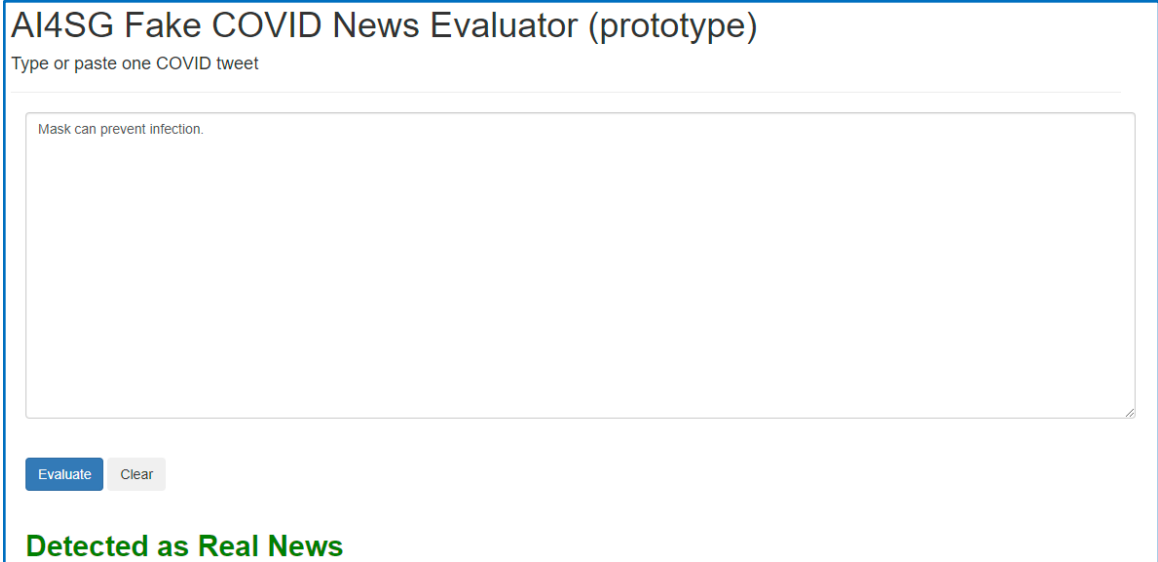 AI4SG Fake COVID News Evaluator (prototype)
Type or paste one COVID tweet
Mask can prevent infection.
Evaluate Clear
Detected as Real News